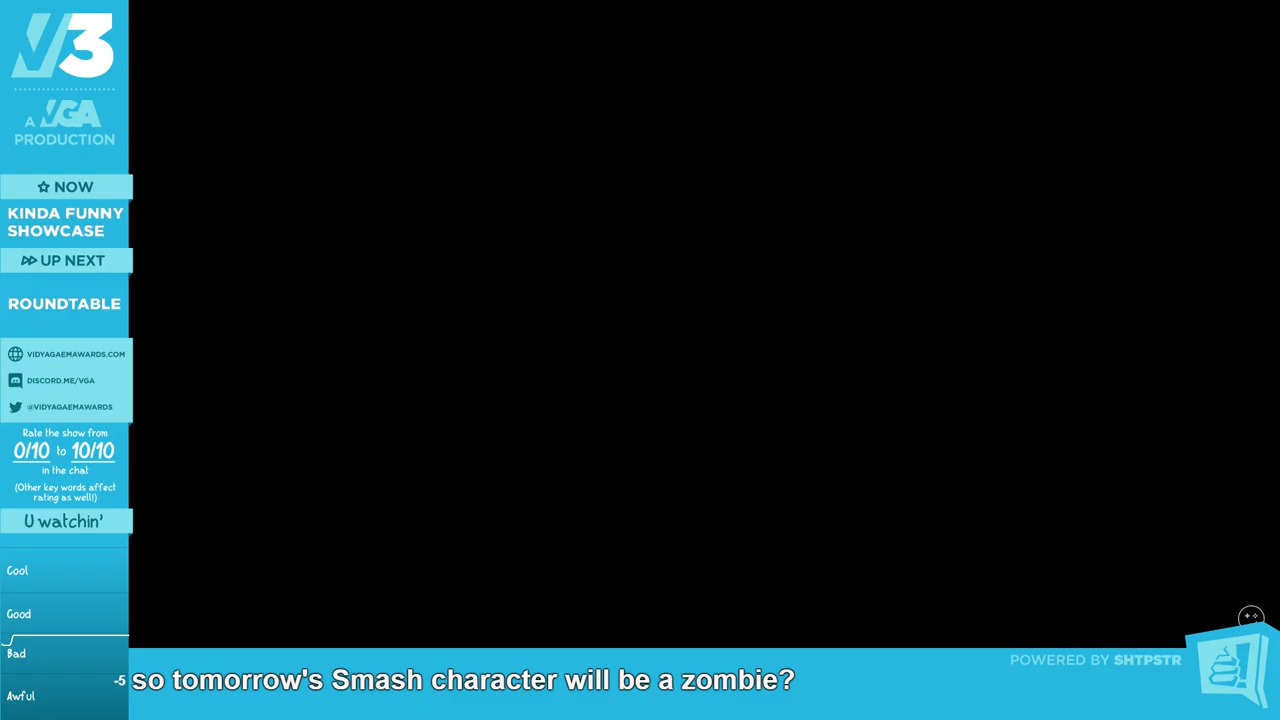 V3
A VGA
PRODUCTION
NOW
KINDA FUNNY
SHOWCASE
UP NEXT
ROUNDTABLE
VIDYAGAEMAWARDS.COM
DISCORD.ME/VGA
@VIDYAGAEMAWARDS
Rate the show from
0/10 to 10/10
in the chat
(Other key words affect
rating as well!)
U watchin'
Cool
Good
Bad
Awful
-5
so tomorrow's Smash character will be a zombie?
POWERED BY SHTPSTR